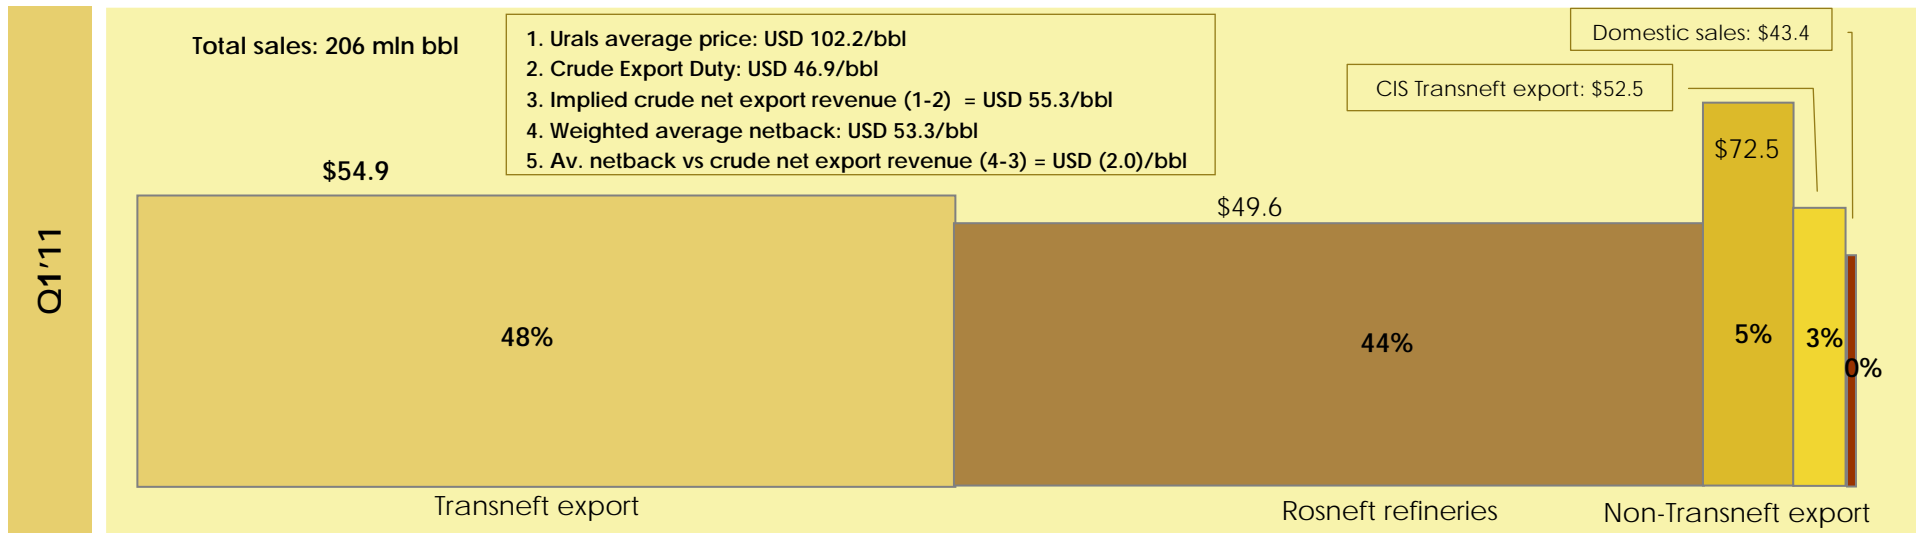 Q1'11
Total sales: 206 mln bbl
1. Urals average price: USD 102.2/bbl
2. Crude Export Duty: USD 46.9/bbl
3. Implied crude net export revenue (1-2) = USD 55.3/bbl
4. Weighted average netback: USD 53.3/bbl
5. Av. netback vs crude net export revenue (4-3) = USD (2.0)/bbl
Domestic sales: $43.4
CIS Transneft export: $52.5
$54.9
$49.6
$72.5
48%
44%
5%
3%
0%
Transneft export
Rosneft refineries
Non-Transneft export